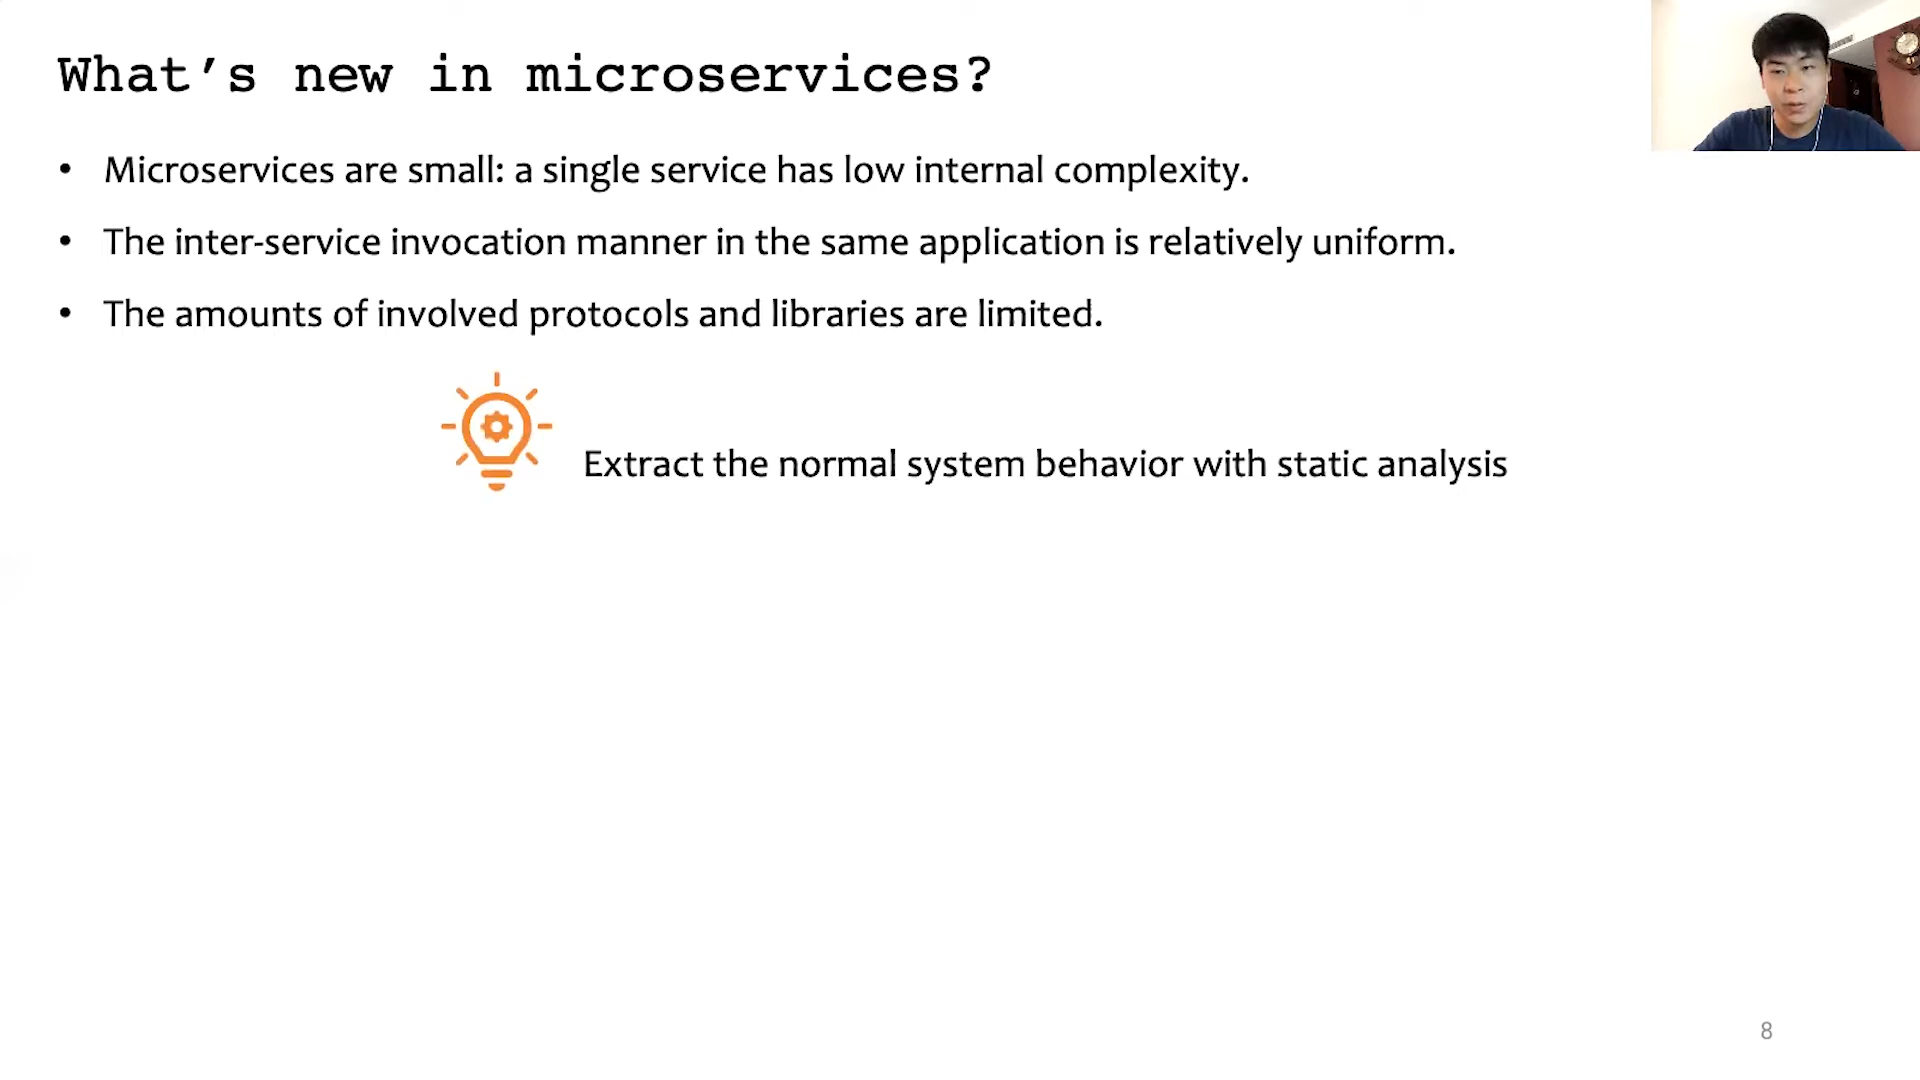 What's new in microservices?
• Microservices are small: a single service has low internal complexity.
• The inter-service invocation manner in the same application is relatively uniform.
• The amounts of involved protocols and libraries are limited.
Extract the normal system behavior with static analysis
8